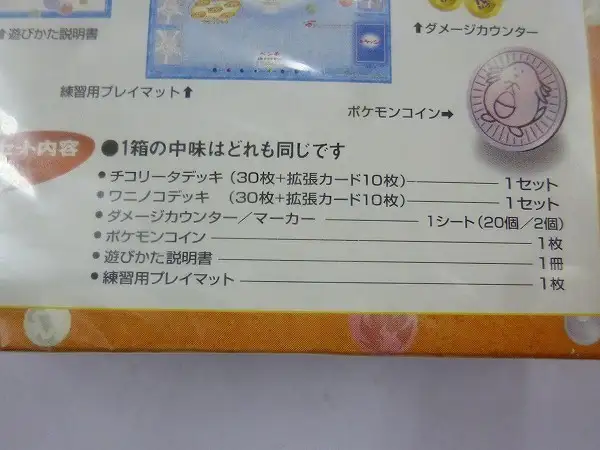 ⬆遊びかた説明書
⬆ダメージカウンター
練習用プレイマット⬆
ポケモンコイン➡
セット内容
●1箱の中味はどれも同じです
●チコリータデッキ（30枚+拡張カード10枚）――1セット
●ワニノコデッキ （30枚+拡張カード10枚）――1セット
●ダメージカウンター／マーカー――1シート（20個／2個）
●ポケモンコイン――1枚
●遊びかた説明書――1冊
●練習用プレイマット――1枚